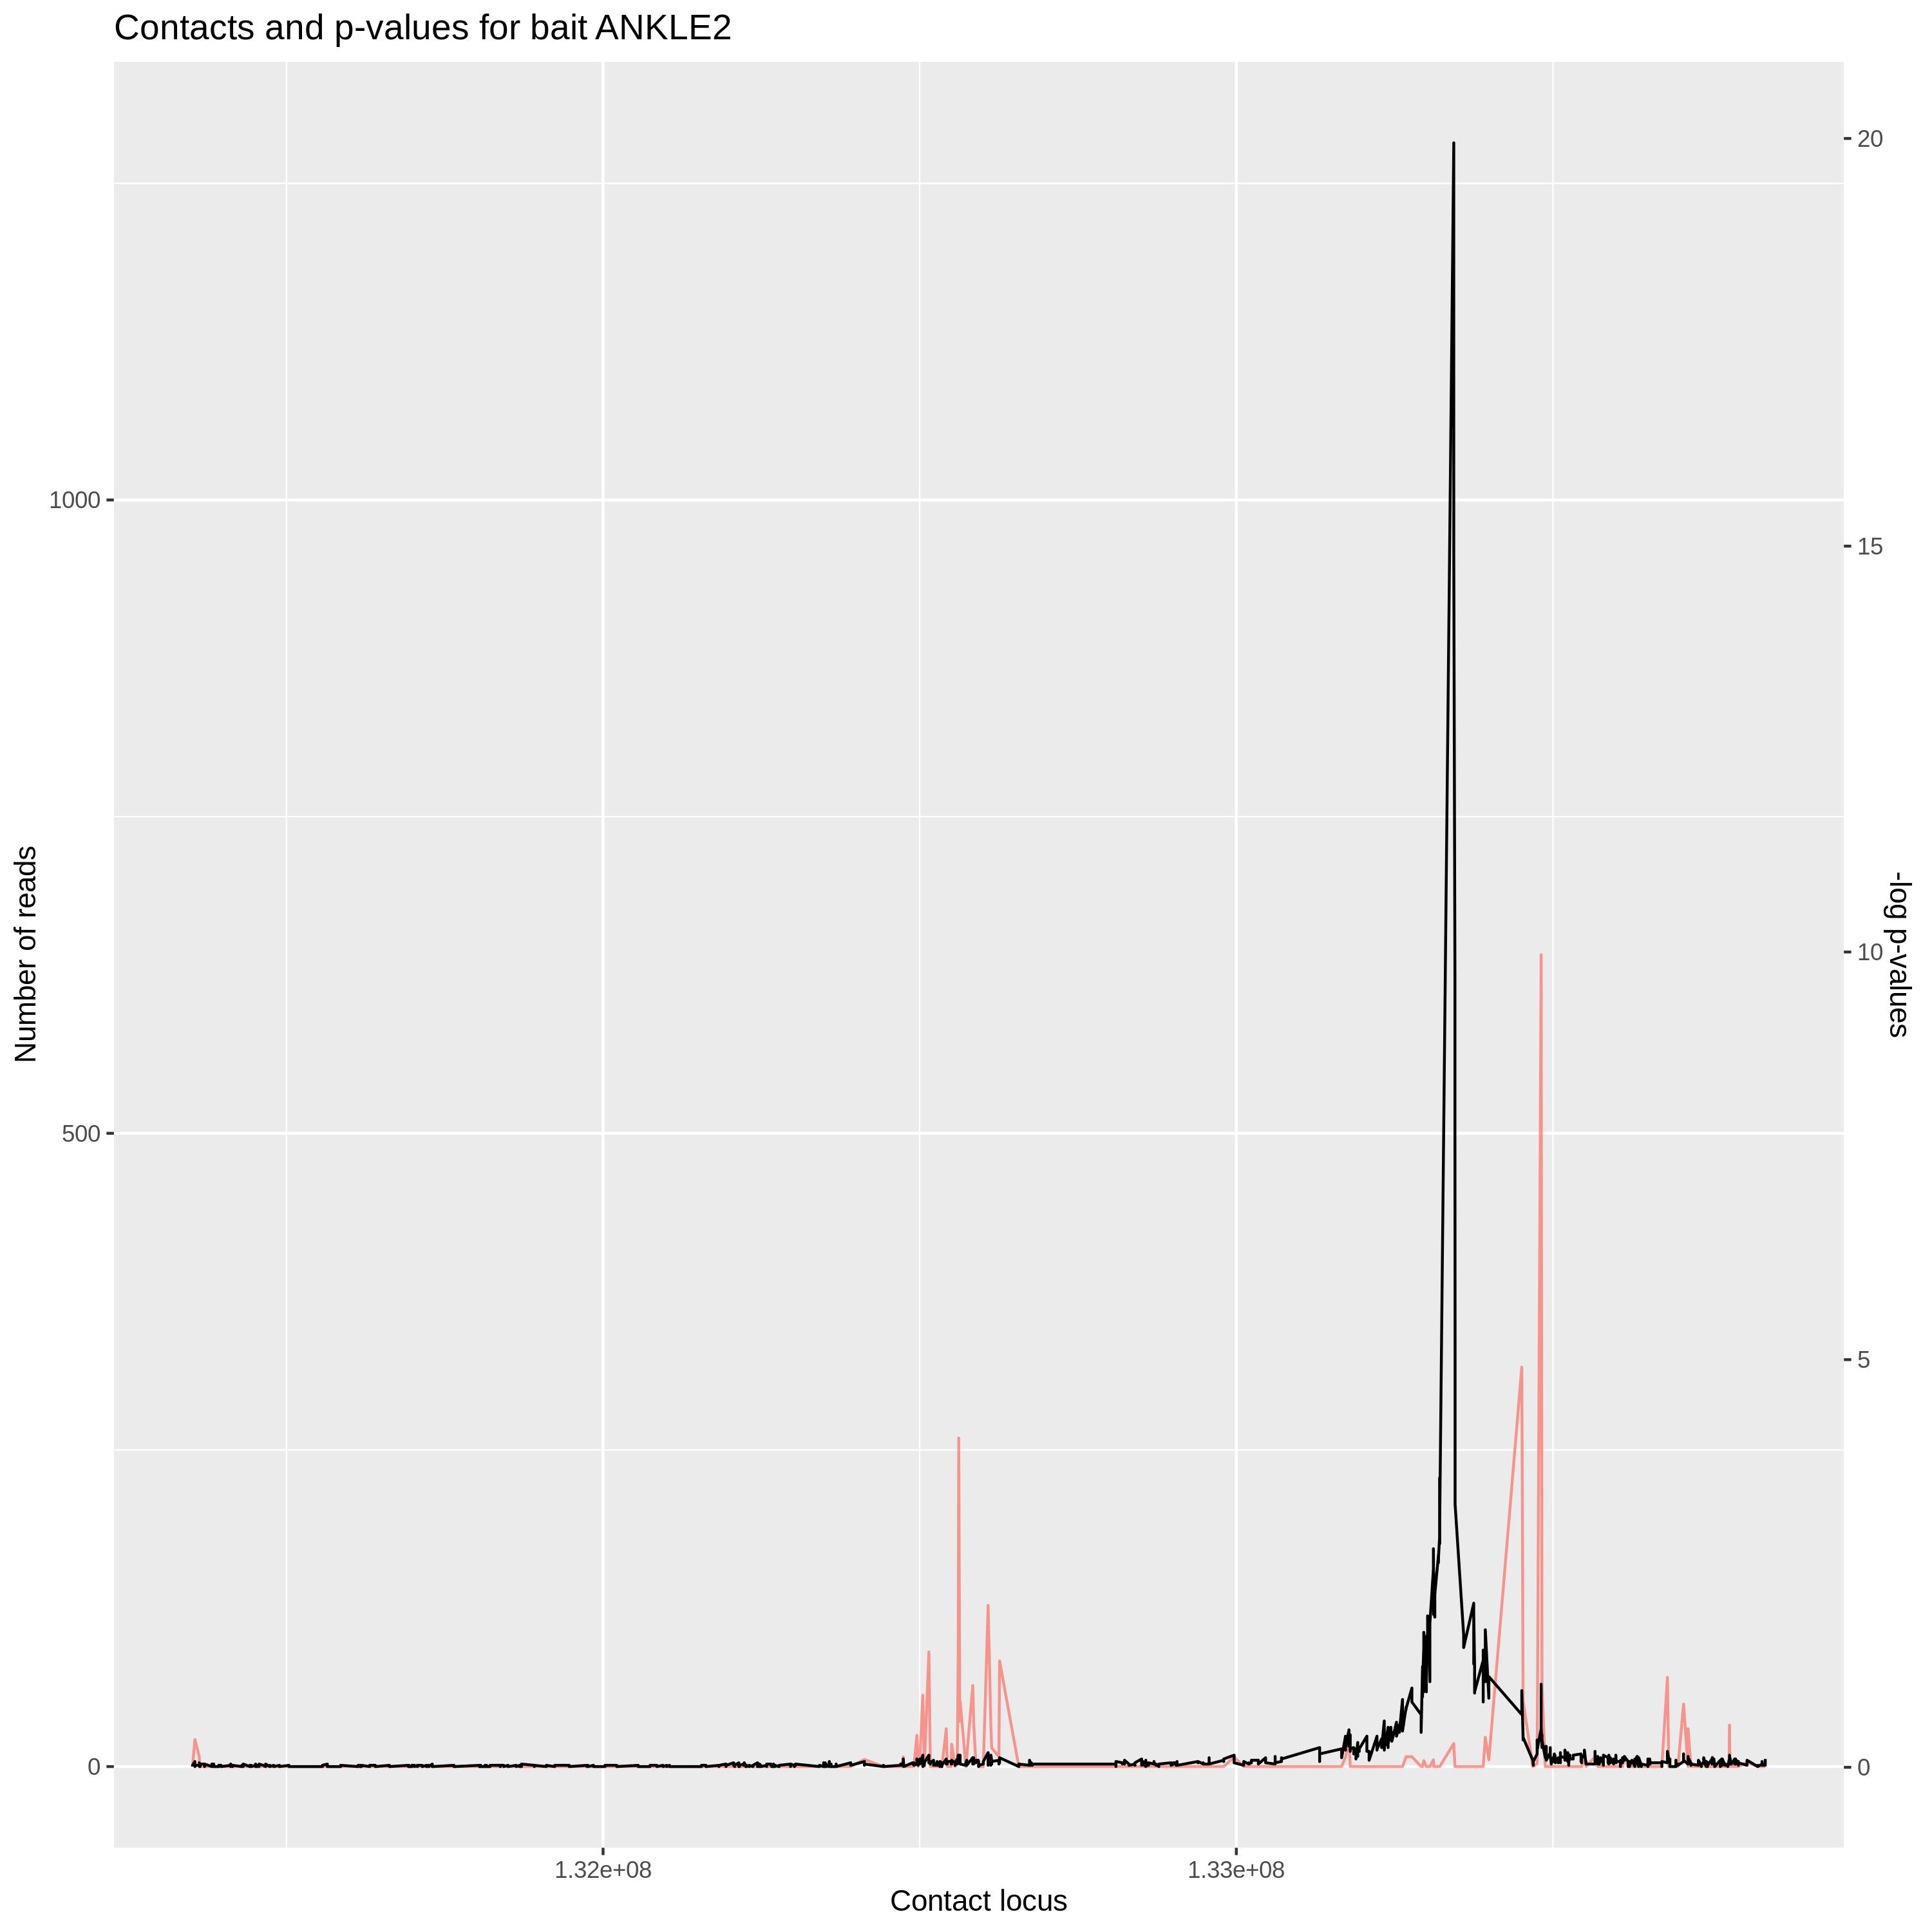 Contacts and p-values for bait ANKLE2
20
1000
15
Number of reads
-log p-values
10
500
5
0
0
1.32e+08
1.33e+08
Contact locus